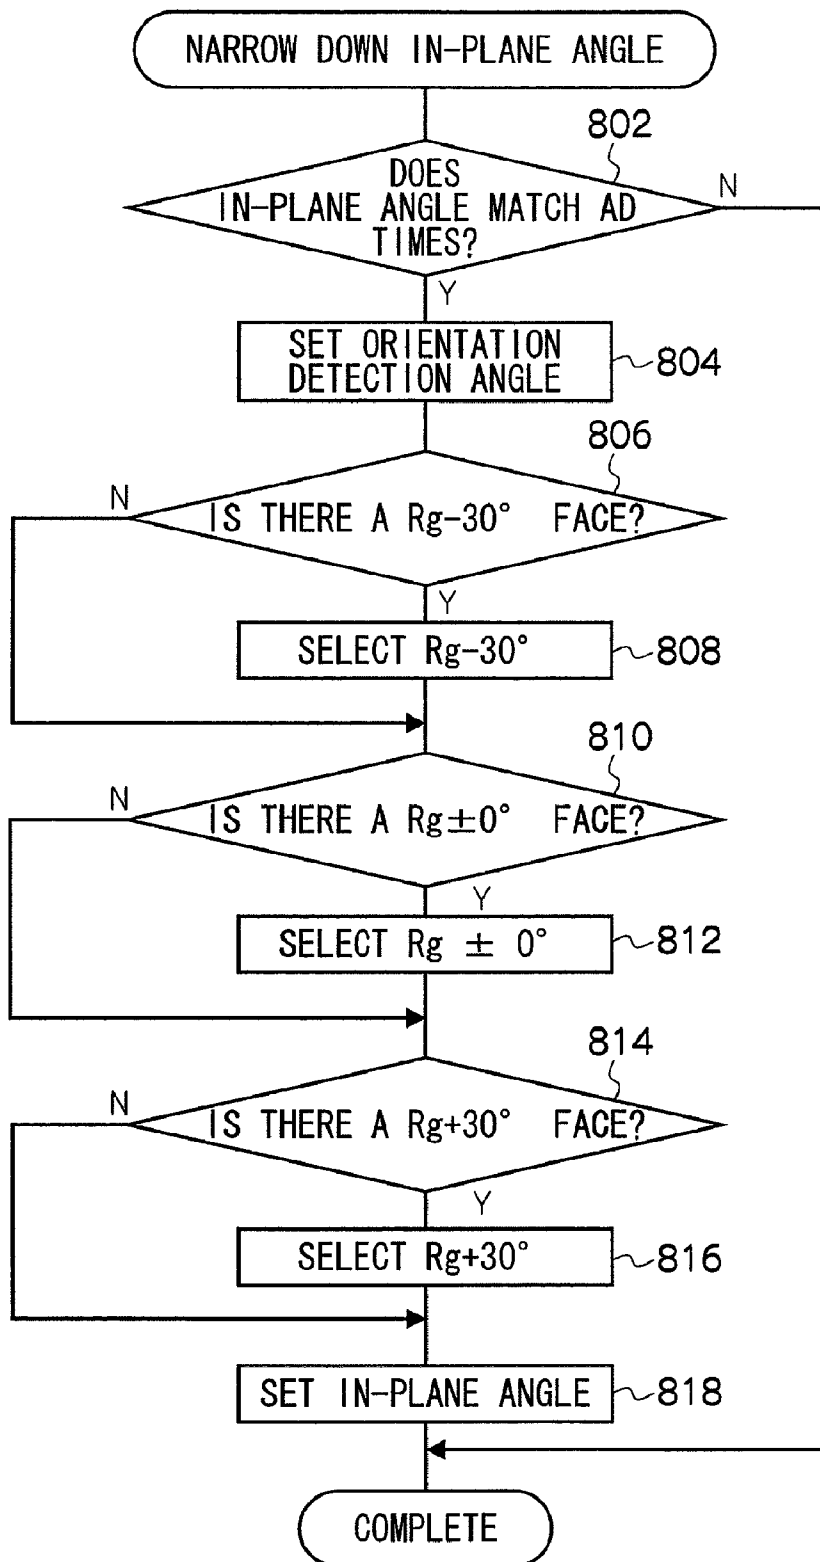 NARROW DOWN IN-PLANE ANGLE
802
DOES
IN-PLANE ANGLE MATCH AD
TIMES?
N
Y
SET ORIENTATION
DETECTION ANGLE
804
806
N
IS THERE A Rg-30° FACE?
Y
SELECT Rg-30°
808
810
N
IS THERE A Rg±0° FACE?
Y
SELECT Rg ± 0°
812
814
N
IS THERE A Rg+30° FACE?
Y
SELECT Rg+30°
816
SET IN-PLANE ANGLE
818
COMPLETE